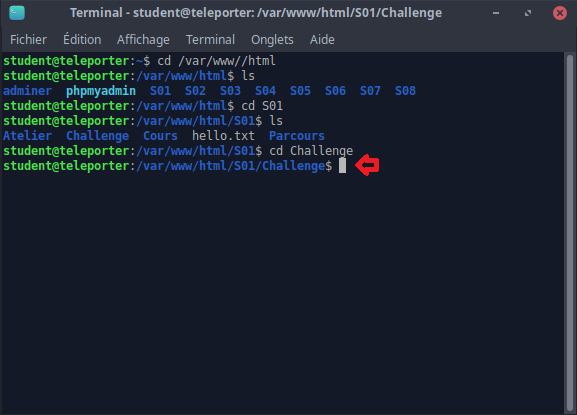 Terminal - student@teleporter: /var/www/html/S01/Challenge
Fichier Édition Affichage Terminal Onglets Aide
student@teleporter:~$ cd /var/www//html
student@teleporter:/var/www/html$ ls
adminer phpmyadmin S01 S02 S03 S04 S05 S06 S07 S08
student@teleporter:/var/www/html$ cd S01
student@teleporter:/var/www/html/S01$ ls
Atelier Challenge Cours hello.txt Parcours
student@teleporter:/var/www/html/S01$ cd Challenge
student@teleporter:/var/www/html/S01/Challenge$